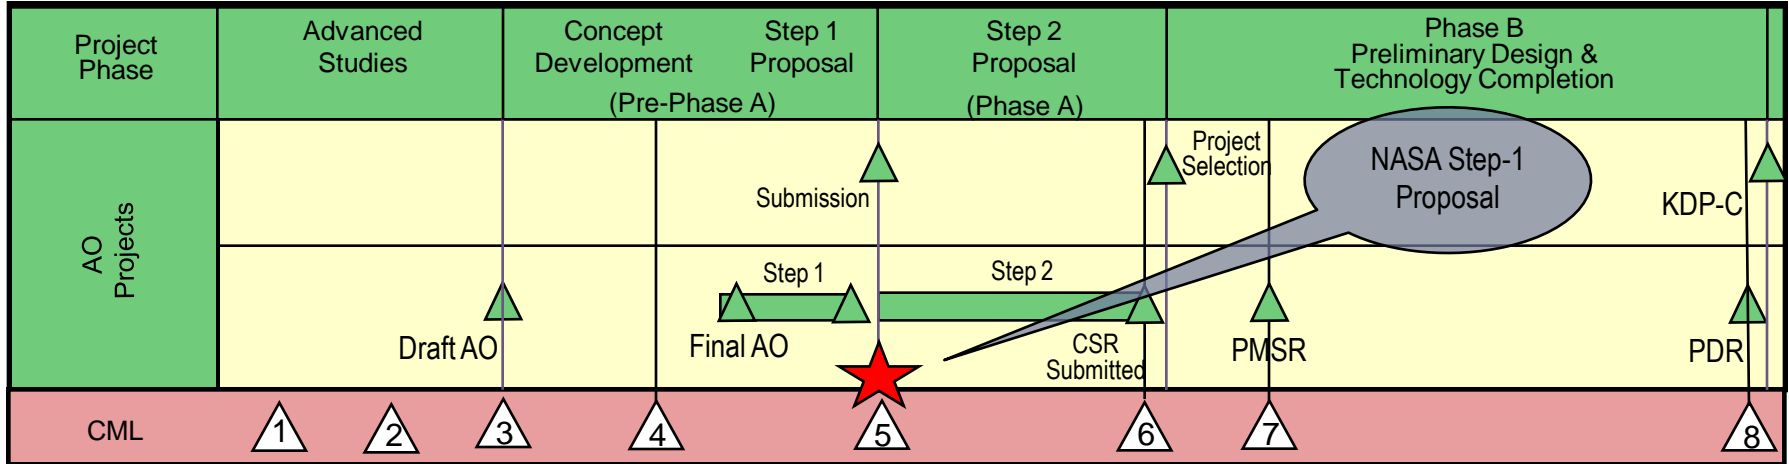 Project
Phase
Advanced
Studies
Concept
Development
Step 1
Proposal
(Pre-Phase A)
Step 2
Proposal
(Phase A)
Phase B
Preliminary Design &
Technology Completion
AO
Projects
Submission
Project
Selection
NASA Step-1
Proposal
KDP-C
Step 1
Step 2
Draft AO
Final AO
CSR
Submitted
PMSR
PDR
CML
1
2
3
4
5
6
7
8